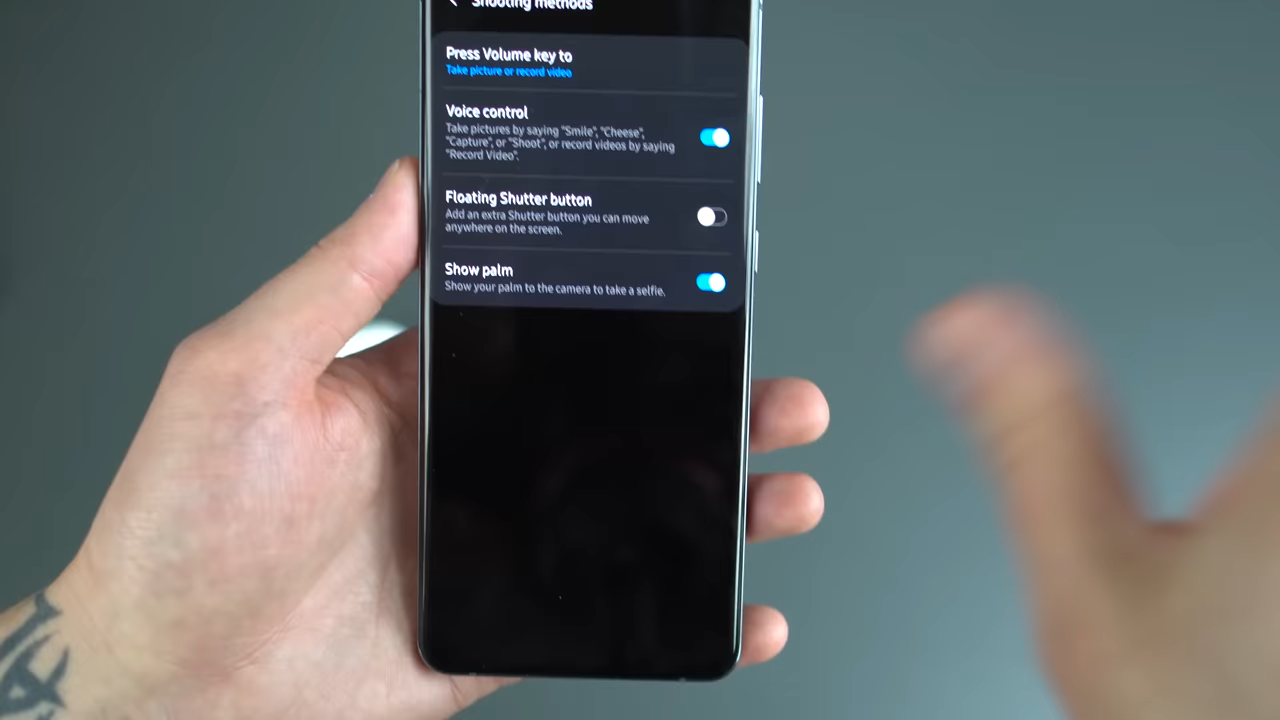 Shooting methods
Press Volume key to
Take picture or record video
Voice control
Take pictures by saying "Smile", "Cheese",
"Capture", or "Shoot", or record videos by saying
"Record Video".
Floating Shutter button
Add an extra Shutter button you can move
anywhere on the screen.
Show palm
Show your palm to the camera to take a selfie.